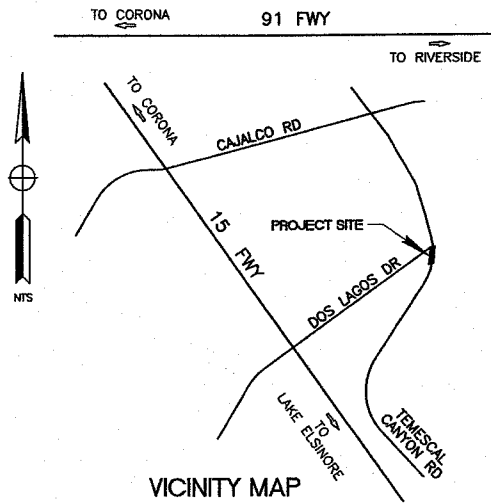 TO CORONA
91 FWY
TO RIVERSIDE
TO CORONA
CAJALCO RD
15 FWY
PROJECT SITE
NTS
DOS LAGOS DR
TO
LAKE ELSINORE
TEMESCAL
CANYON RD
VICINITY MAP